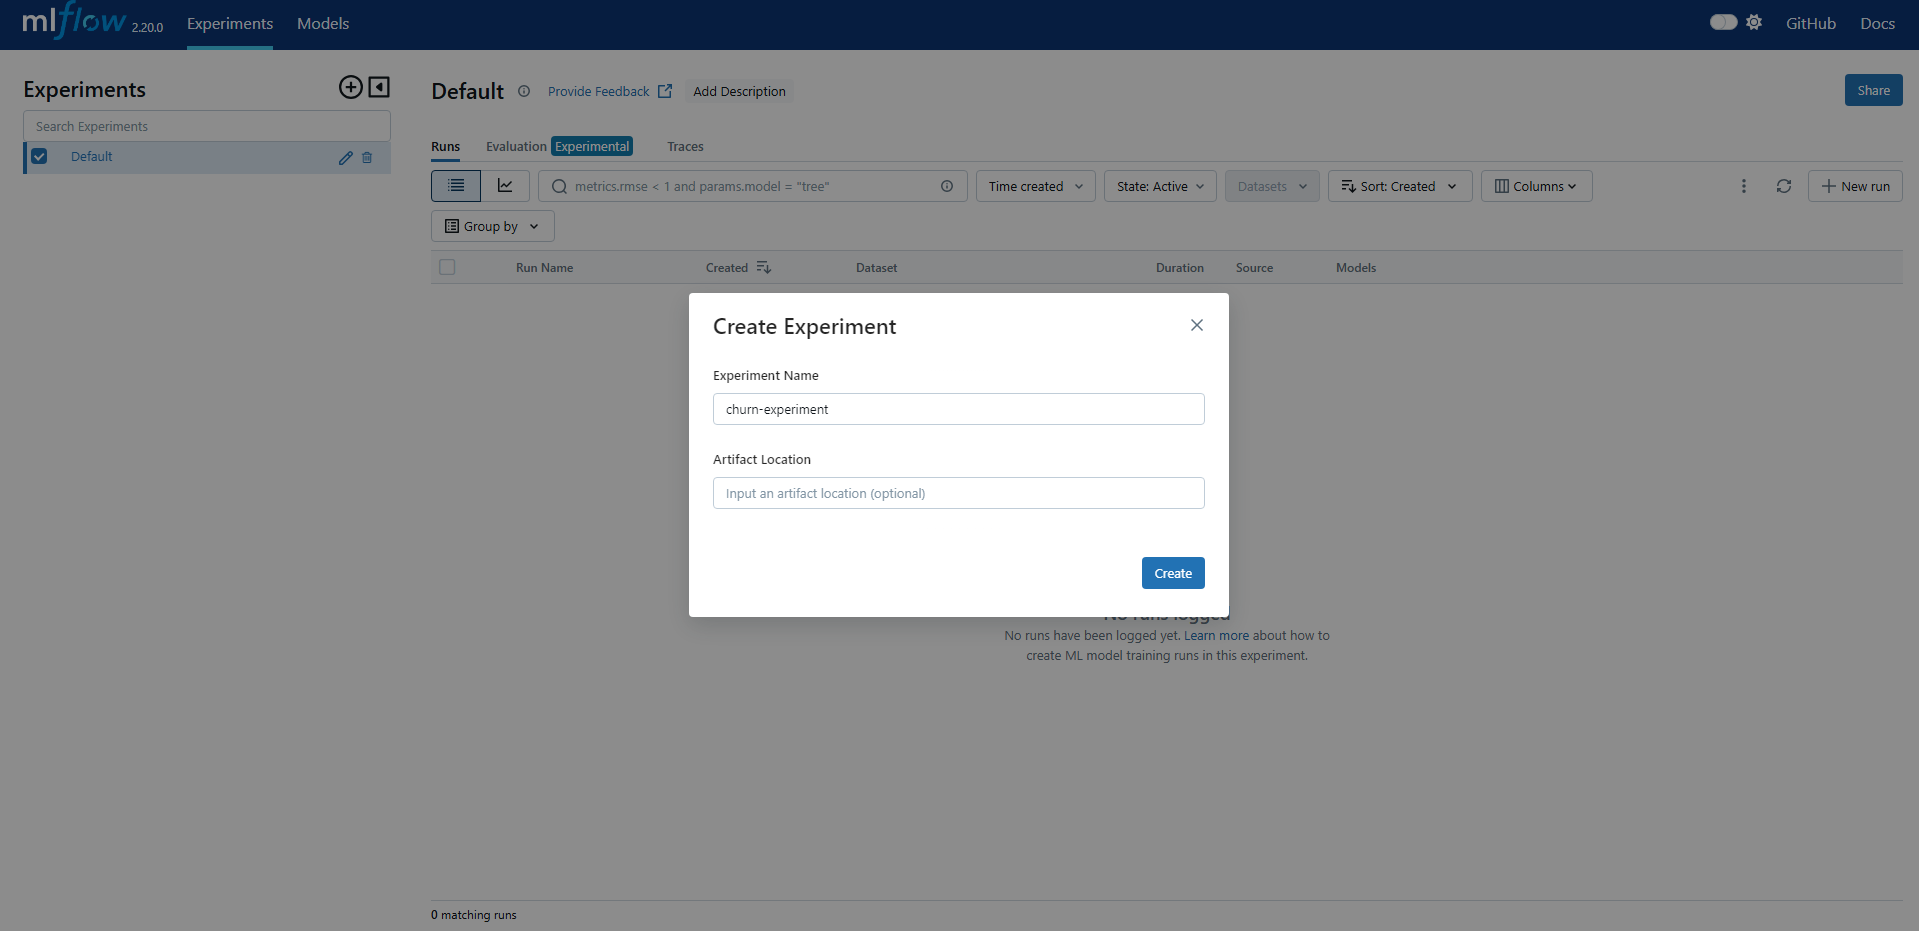 mlflow 2.20.0 Experiments Models GitHub Docs
Experiments
Search Experiments
Default
Default Provide Feedback Add Description Share
Runs Evaluation Experimental Traces
metrics.rmse < 1 and params.model = "tree" Time created State: Active Datasets Sort: Created Columns New run
Group by
Run Name Created Dataset Duration Source Models
Create Experiment
Experiment Name
churn-experiment
Artifact Location
Input an artifact location (optional)
Create
No runs logged
No runs have been logged yet. Learn more about how to
create ML model training runs in this experiment.
0 matching runs